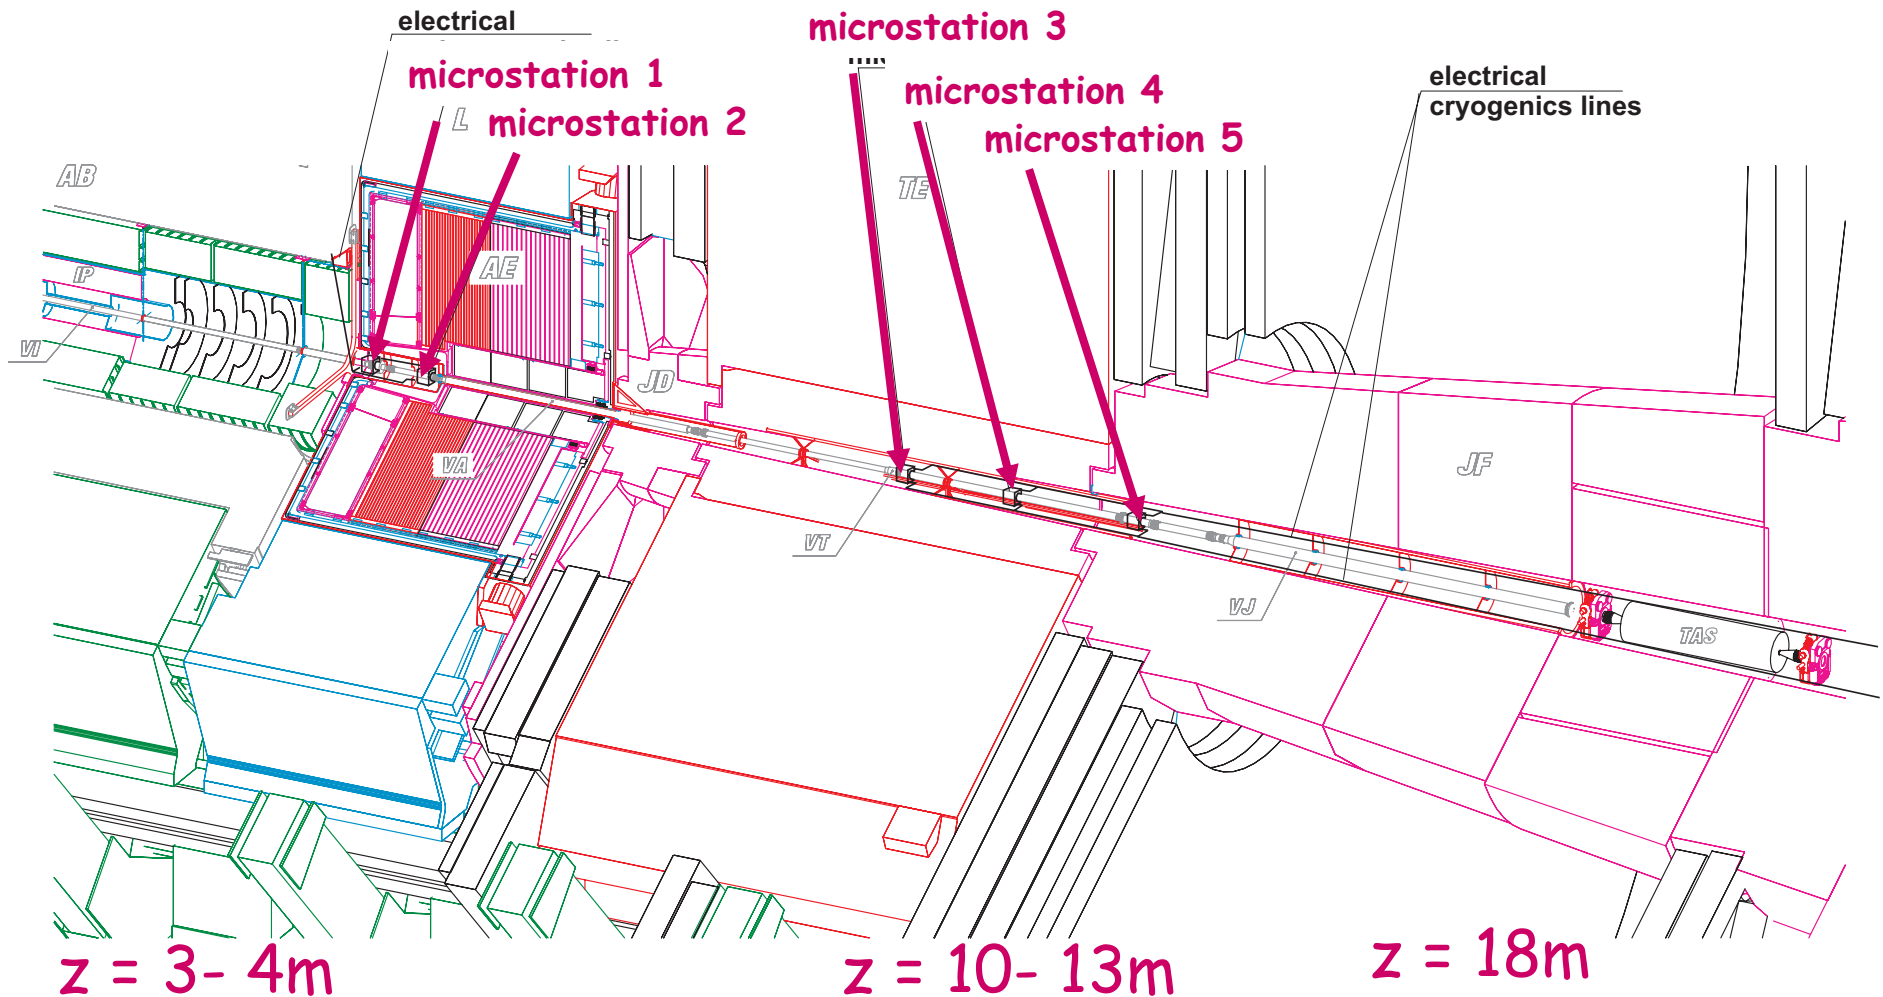 electrical
microstation 3
microstation 1
electrical
cryogenics lines
microstation 4
L
microstation 2
microstation 5
AB
TE
AE
IP
VI
JD
VA
JF
VT
VJ
TAS
z = 3- 4m
z = 10- 13m
z = 18m